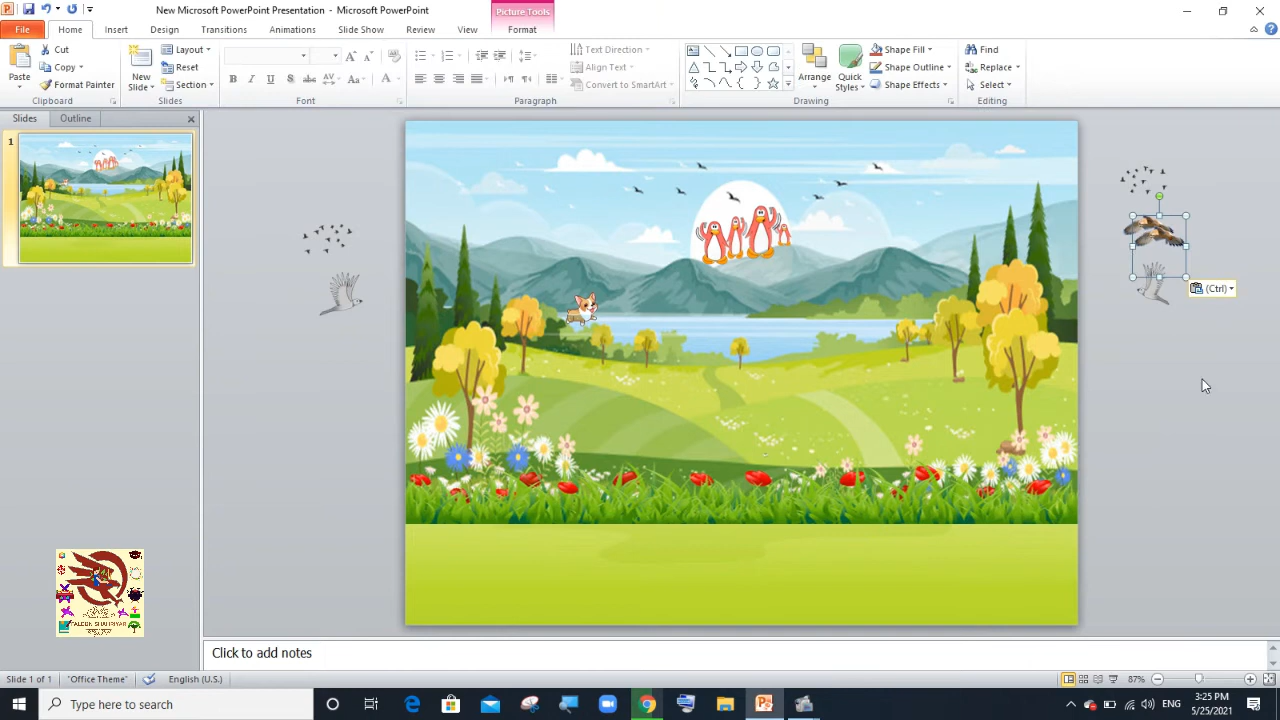 New Microsoft PowerPoint Presentation - Microsoft PowerPoint
Picture Tools
File Home Insert Design Transitions Animations Slide Show Review View Format
Paste
Cut
Copy
Format Painter
Clipboard
New
Slide
Layout
Reset
Section
Slides
B I U S abc AV Aa A
Font
Text Direction
Align Text
Convert to SmartArt
Paragraph
Arrange
Quick
Styles
Shape Fill
Shape Outline
Shape Effects
Drawing
Find
Replace
Select
Editing
Slides Outline
1
(Ctrl)
Click to add notes
Slide 1 of 1 "Office Theme" English (U.S.) 87%
Type here to search
ENG
3:25 PM
5/25/2021